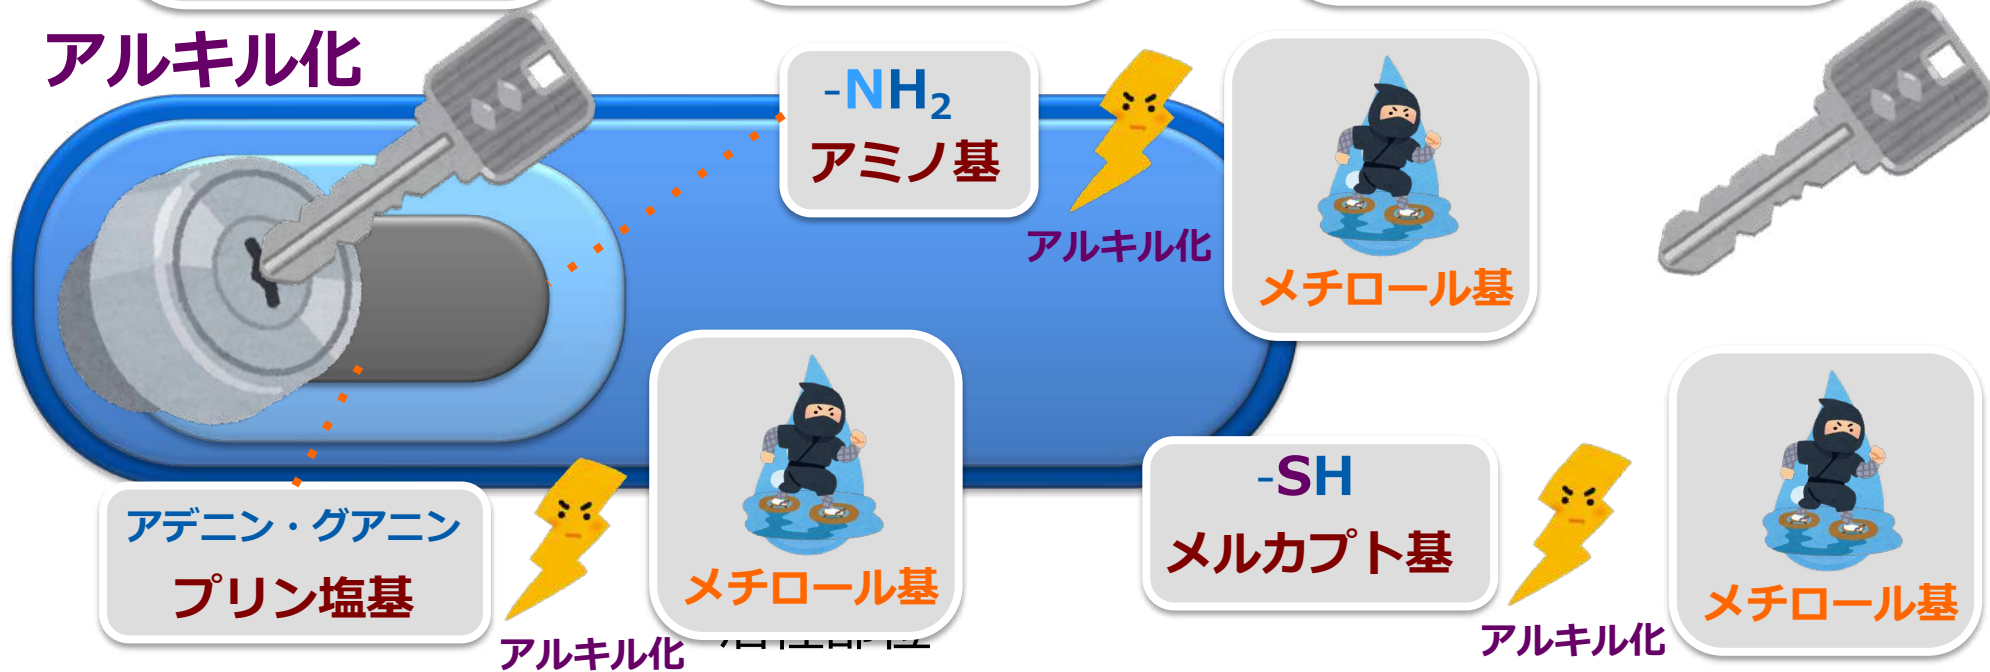 アルキル化
-NH₂
アミノ基
アルキル化
メチロール基
アデニン・グアニン
プリン塩基
アルキル化
メチロール基
-SH
メルカプト基
アルキル化
メチロール基